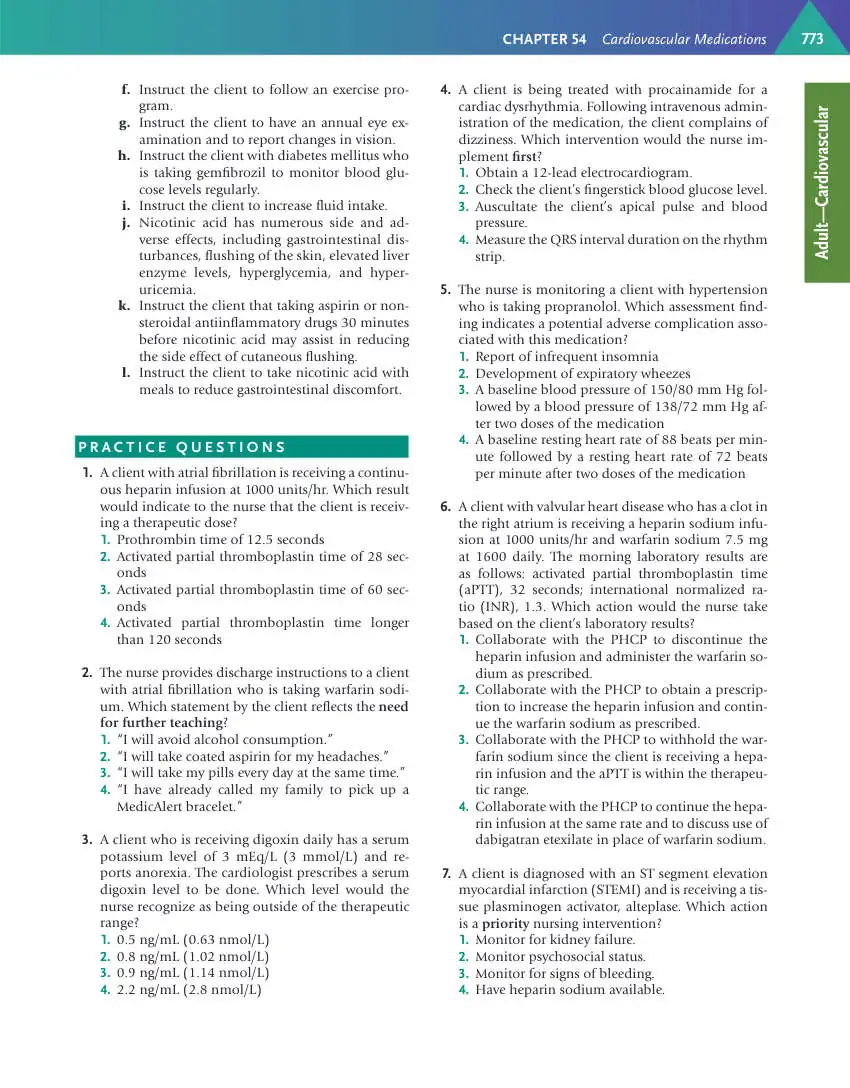 CHAPTER 54 Cardiovascular Medications 773
f. Instruct the client to follow an exercise pro-
gram.
g. Instruct the client to have an annual eye ex-
amination and to report changes in vision.
h. Instruct the client with diabetes mellitus who
is taking gemfibrozil to monitor blood glu-
cose levels regularly.
i. Instruct the client to increase fluid intake.
j. Nicotinic acid has numerous side and ad-
verse effects, including gastrointestinal dis-
turbances, flushing of the skin, elevated liver
enzyme levels, hyperglycemia, and hyper-
uricemia.
k. Instruct the client that taking aspirin or non-
steroidal antiinflammatory drugs 30 minutes
before nicotinic acid may assist in reducing
the side effect of cutaneous flushing.
l. Instruct the client to take nicotinic acid with
meals to reduce gastrointestinal discomfort.
PRACTICE QUESTIONS
1. A client with atrial fibrillation is receiving a continu-
ous heparin infusion at 1000 units/hr. Which result
would indicate to the nurse that the client is receiv-
ing a therapeutic dose?
1. Prothrombin time of 12.5 seconds
2. Activated partial thromboplastin time of 28 sec-
onds
3. Activated partial thromboplastin time of 60 sec-
onds
4. Activated partial thromboplastin time longer
than 120 seconds
2. The nurse provides discharge instructions to a client
with atrial fibrillation who is taking warfarin sodi-
um. Which statement by the client reflects the need
for further teaching?
1. "I will avoid alcohol consumption."
2. "I will take coated aspirin for my headaches."
3. "I will take my pills every day at the same time."
4. "I have already called my family to pick up a
MedicAlert bracelet."
3. A client who is receiving digoxin daily has a serum
potassium level of 3 mEq/L (3 mmol/L) and re-
ports anorexia. The cardiologist prescribes a serum
digoxin level to be done. Which level would the
nurse recognize as being outside of the therapeutic
range?
1. 0.5 ng/mL (0.63 nmol/L)
2. 0.8 ng/mL (1.02 nmol/L)
3. 0.9 ng/mL (1.14 nmol/L)
4. 2.2 ng/mL (2.8 nmol/L)
4. A client is being treated with procainamide for a
cardiac dysrhythmia. Following intravenous admin-
istration of the medication, the client complains of
dizziness. Which intervention would the nurse im-
plement first?
1. Obtain a 12-lead electrocardiogram.
2. Check the client's fingerstick blood glucose level.
3. Auscultate the client's apical pulse and blood
pressure.
4. Measure the QRS interval duration on the rhythm
strip.
5. The nurse is monitoring a client with hypertension
who is taking propranolol. Which assessment find-
ing indicates a potential adverse complication asso-
ciated with this medication?
1. Report of infrequent insomnia
2. Development of expiratory wheezes
3. A baseline blood pressure of 150/80 mm Hg fol-
lowed by a blood pressure of 138/72 mm Hg af-
ter two doses of the medication
4. A baseline resting heart rate of 88 beats per min-
ute followed by a resting heart rate of 72 beats
per minute after two doses of the medication
6. A client with valvular heart disease who has a clot in
the right atrium is receiving a heparin sodium infu-
sion at 1000 units/hr and warfarin sodium 7.5 mg
at 1600 daily. The morning laboratory results are
as follows: activated partial thromboplastin time
(aPTT), 32 seconds; international normalized ra-
tio (INR), 1.3. Which action would the nurse take
based on the client's laboratory results?
1. Collaborate with the PHCP to discontinue the
heparin infusion and administer the warfarin so-
dium as prescribed.
2. Collaborate with the PHCP to obtain a prescrip-
tion to increase the heparin infusion and contin-
ue the warfarin sodium as prescribed.
3. Collaborate with the PHCP to withhold the war-
farin sodium since the client is receiving a hepa-
rin infusion and the aPTT is within the therapeu-
tic range.
4. Collaborate with the PHCP to continue the hepa-
rin infusion at the same rate and to discuss use of
dabigatran etexilate in place of warfarin sodium.
7. A client is diagnosed with an ST segment elevation
myocardial infarction (STEMI) and is receiving a tis-
sue plasminogen activator, alteplase. Which action
is a priority nursing intervention?
1. Monitor for kidney failure.
2. Monitor psychosocial status.
3. Monitor for signs of bleeding.
4. Have heparin sodium available.
Adult—Cardiovascular